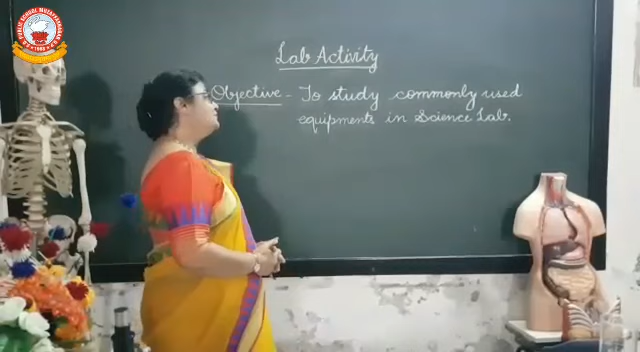 Lab Activity
Objective - To study commonly used
equipments in Science Lab.